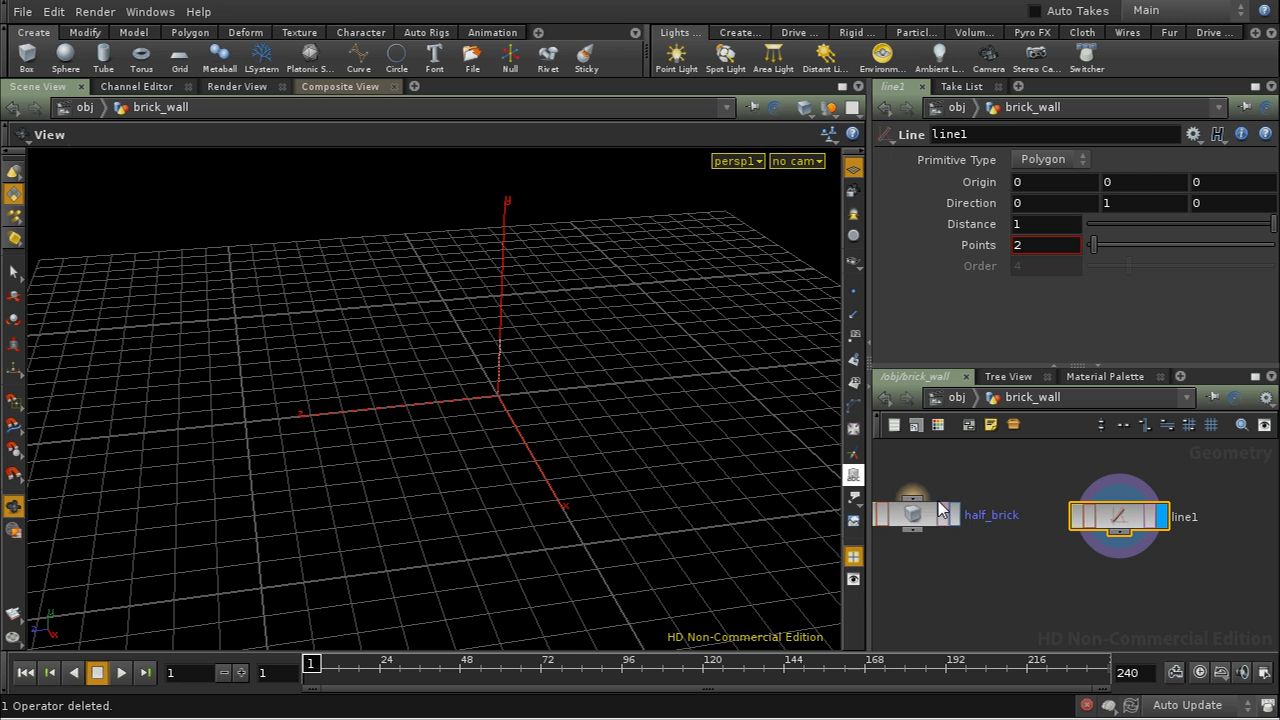 File Edit Render Windows Help Auto Takes Main
Create Modify Model Polygon Deform Texture Character Auto Rigs Animation Lights ... Create... Drive ... Rigid ... Particl... Volum... Pyro FX Cloth Wires Fur Drive ...
Box Sphere Tube Torus Grid Metaball LSystem Platonic S... Curve Circle Font File Null Rivet Sticky Point Light Spot Light Area Light Distant Li... Environm... Ambient L... Camera Stereo Ca... Switcher
Scene View Channel Editor Render View Composite View line1 Take List
obj brick_wall obj brick_wall
View Line line1
persp1 no cam
Primitive Type Polygon
Origin 0 0 0
Direction 0 1 0
Distance 1
Points 2
Order 4
y
z
x
/obj/brick_wall Tree View Material Palette
obj brick_wall
Geometry
half_brick line1
y
z x
HD Non-Commercial Edition HD Non-Commercial Edition
1 1 1 24 48 72 96 120 144 168 192 216 240
1 Operator deleted. Auto Update